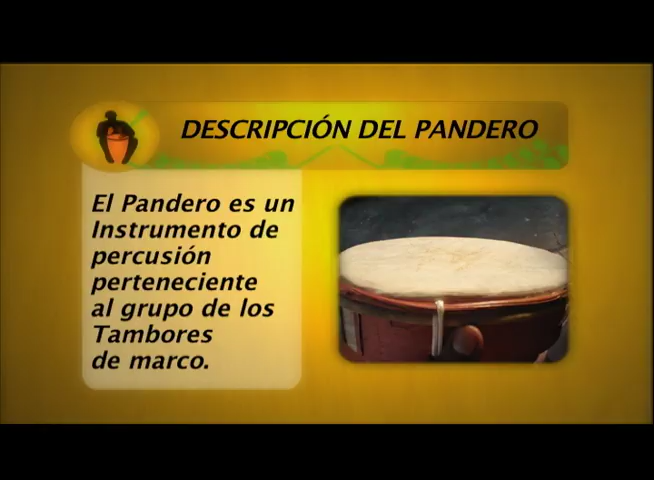 DESCRIPCIÓN DEL PANDERO
El Pandero es un
Instrumento de
percusión
perteneciente
al grupo de los
Tambores
de marco.